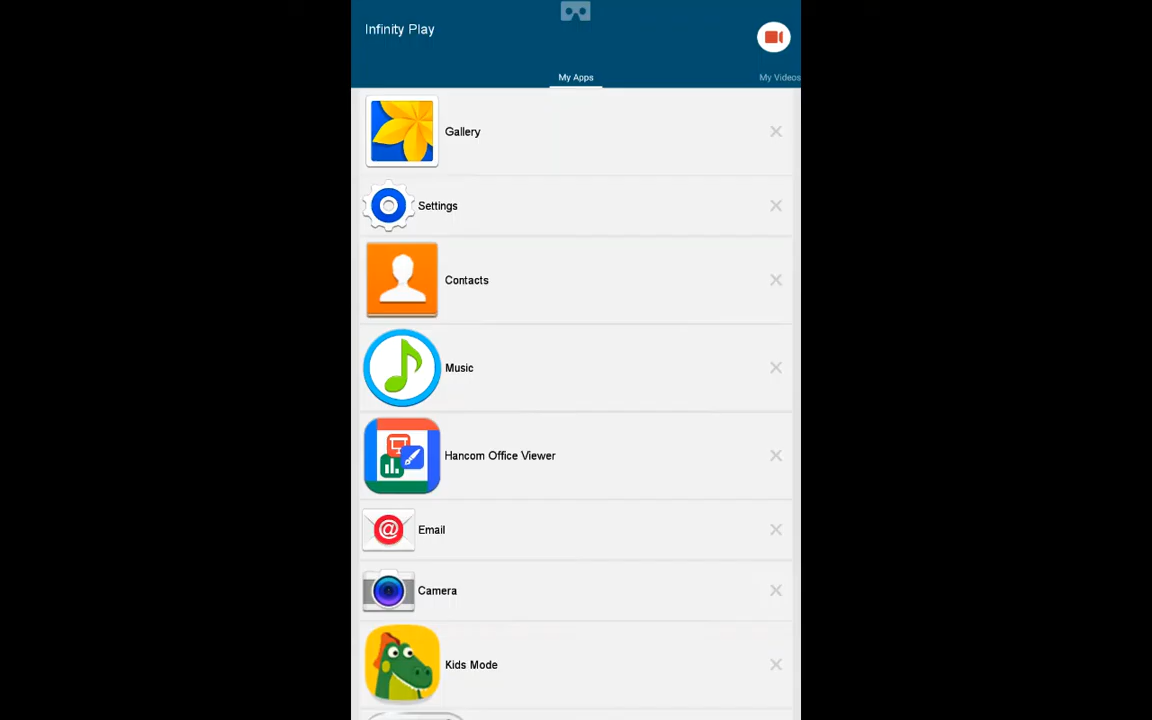 Infinity Play
My Apps
My Videos
Gallery
Settings
Contacts
Music
Hancom Office Viewer
@
Email
Camera
Kids Mode